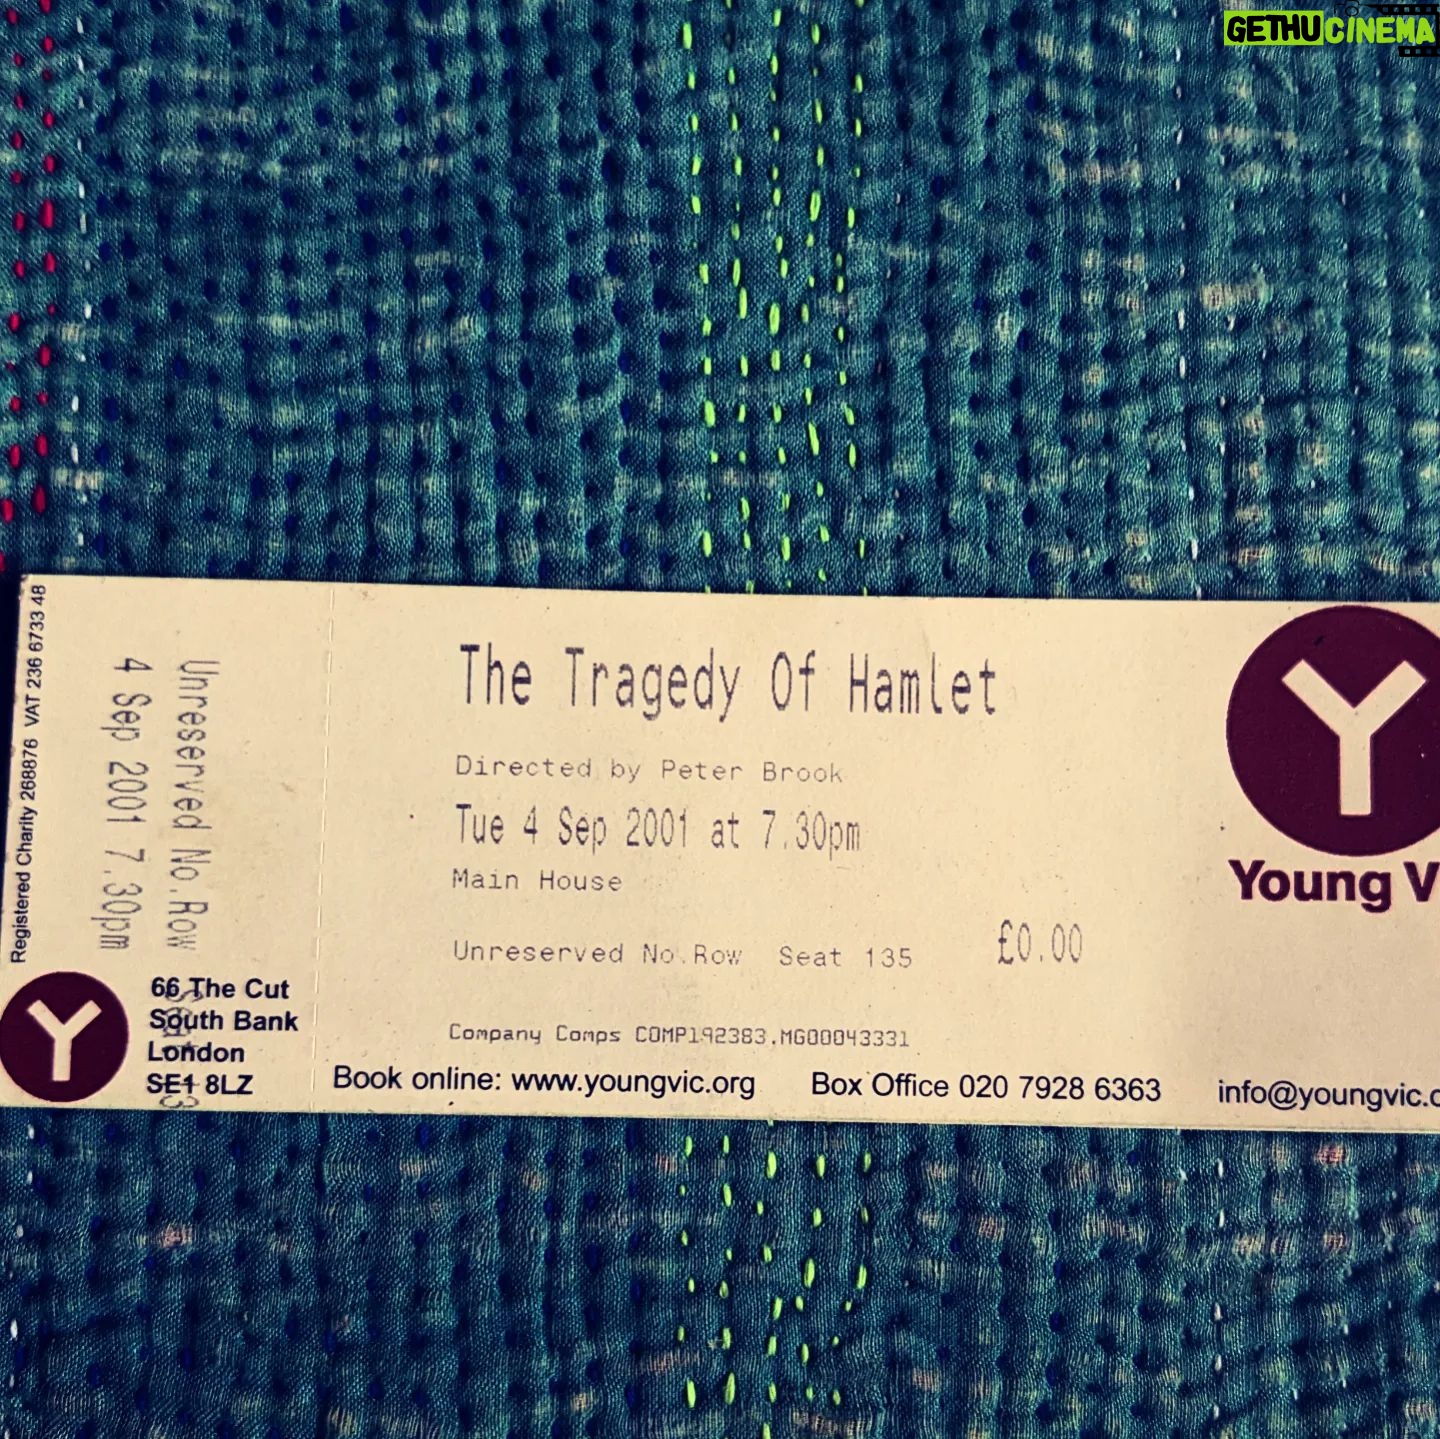 GETHUCINEMA
Registered Charity 268876 VAT 236 6733 48
Unreserved No.Row
4 Sep 2001 7.30pm
66 The Cut
South Bank
London
SE1 8LZ
The Tragedy Of Hamlet
Directed by Peter Brook
Tue 4 Sep 2001 at 7.30pm
Main House
Unreserved No.Row Seat 135 £0.00
Company Comps COMP192383.MG00043331
Book online: www.youngvic.org Box Office 020 7928 6363 info@youngvic.o
Y
Young V